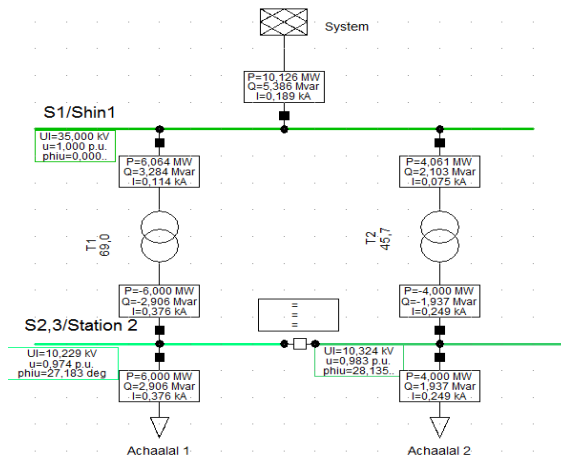 System
P=10,126 MW
Q=5,386 Mvar
I=0,189 kA
S1/Shin1
Ul=35,000 kV
u=1,000 p.u.
phiu=0,000..
P=6,064 MW
Q=3,284 Mvar
I=0,114 kA
P=4,061 MW
Q=2,103 Mvar
I=0,075 kA
T1
69,0
T2
45,7
P=-6,000 MW
Q=-2,906 Mvar
I=0,376 kA
P=-4,000 MW
Q=-1,937 Mvar
I=0,249 kA
=
=
=
S2,3/Station 2
Ul=10,229 kV
u=0,974 p.u.
phiu=27,183 deg
Ul=10,324 kV
u=0,983 p.u.
phiu=28,135..
P=6,000 MW
Q=2,906 Mvar
I=0,376 kA
P=4,000 MW
Q=1,937 Mvar
I=0,249 kA
Achaalal 1
Achaalal 2